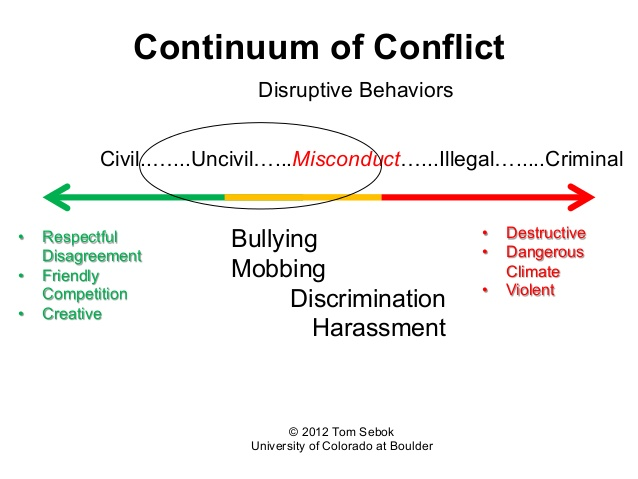 Continuum of Conflict
Disruptive Behaviors
Civil..…...Uncivil…...Misconduct…...Illegal…......Criminal
• Respectful
Disagreement
• Friendly
Competition
• Creative
Bullying
Mobbing
Discrimination
Harassment
• Destructive
• Dangerous
Climate
• Violent
© 2012 Tom Sebok
University of Colorado at Boulder